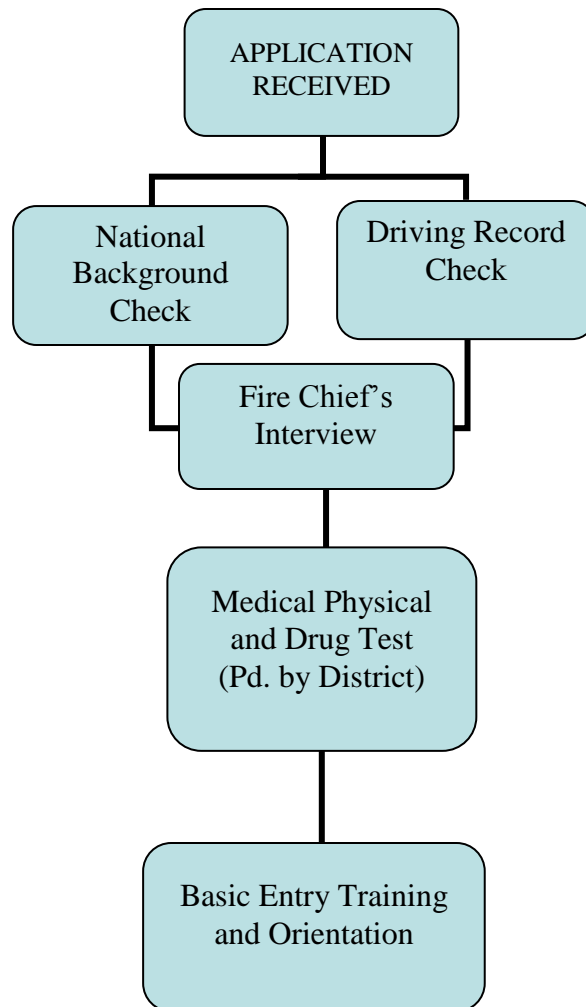 APPLICATION
RECEIVED
National
Background
Check
Driving Record
Check
Fire Chief’s
Interview
Medical Physical
and Drug Test
(Pd. by District)
Basic Entry Training
and Orientation